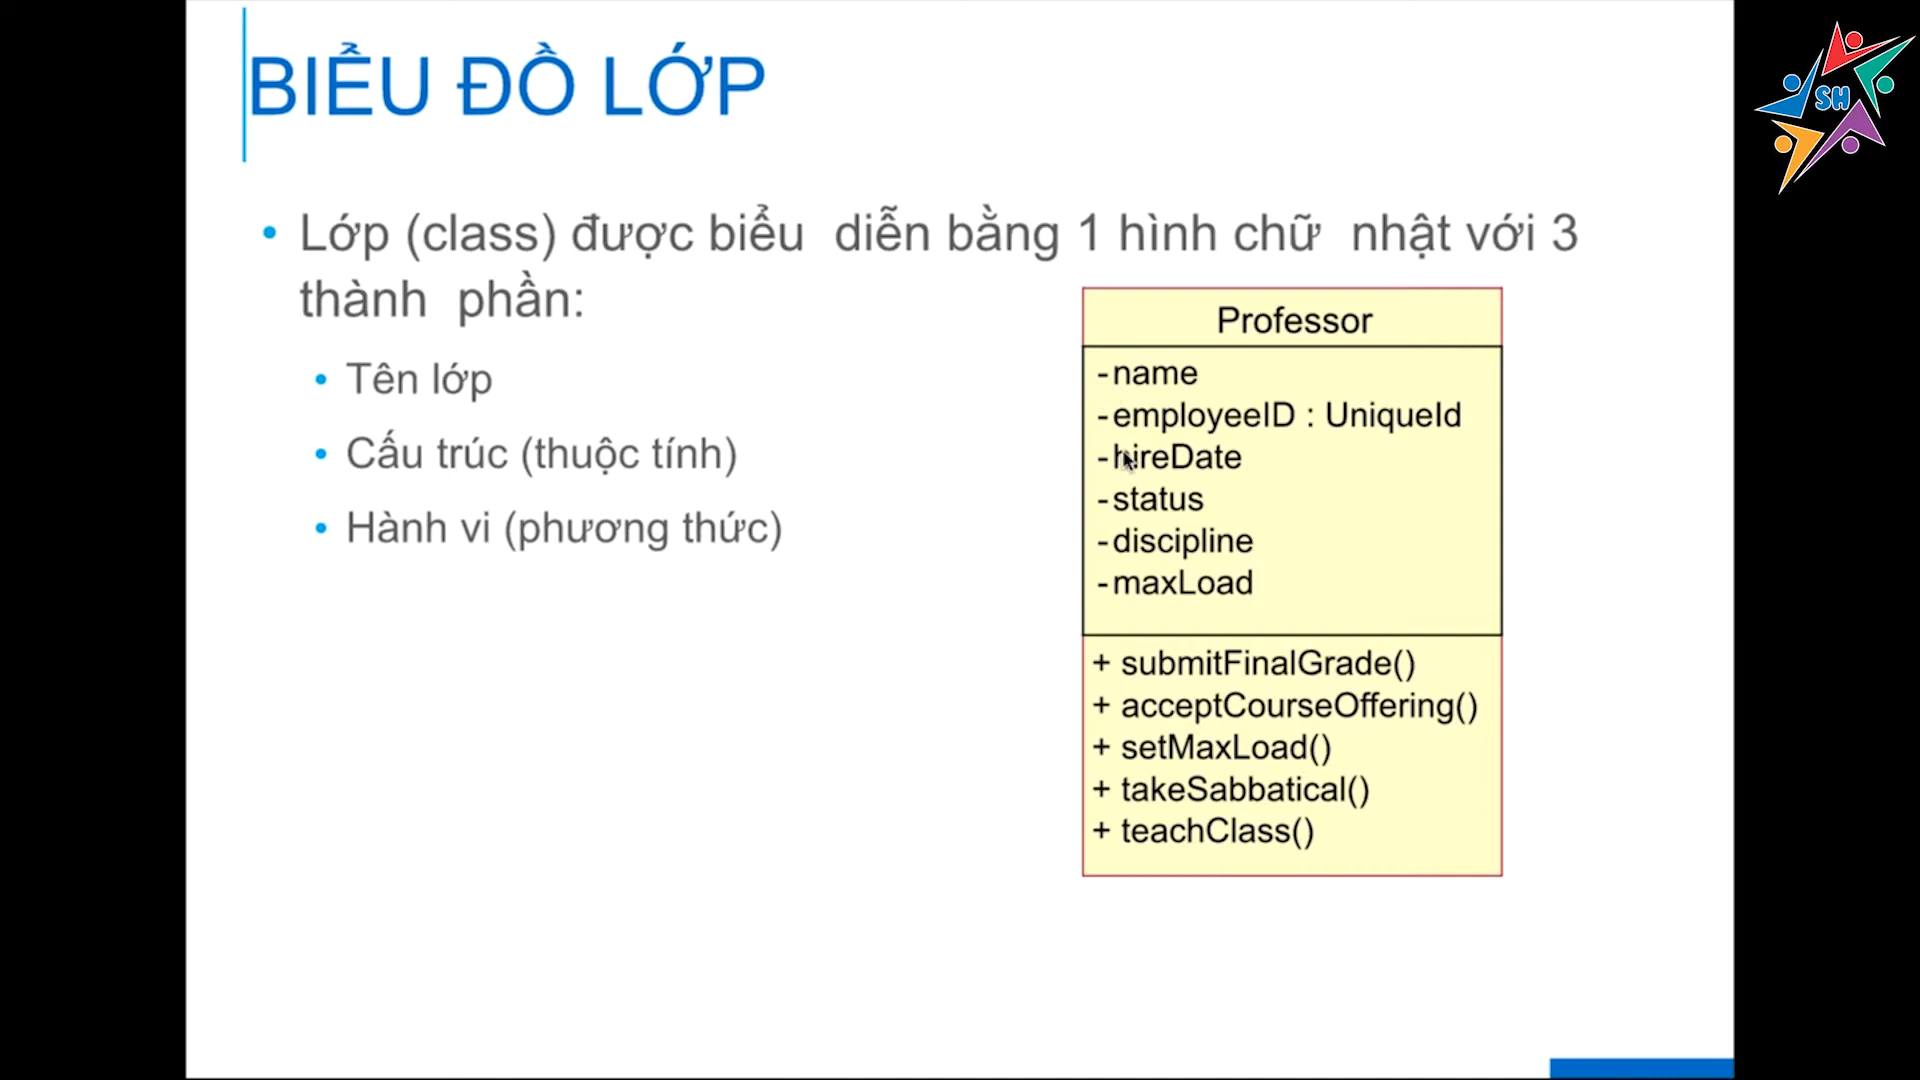 BIỂU ĐỒ LỚP
SH
• Lớp (class) được biểu diễn bằng 1 hình chữ nhật với 3
thành phần:
• Tên lớp
• Cấu trúc (thuộc tính)
• Hành vi (phương thức)
Professor
-name
-employeeID : UniqueId
-hireDate
-status
-discipline
-maxLoad
+ submitFinalGrade()
+ acceptCourseOffering()
+ setMaxLoad()
+ takeSabbatical()
+ teachClass()